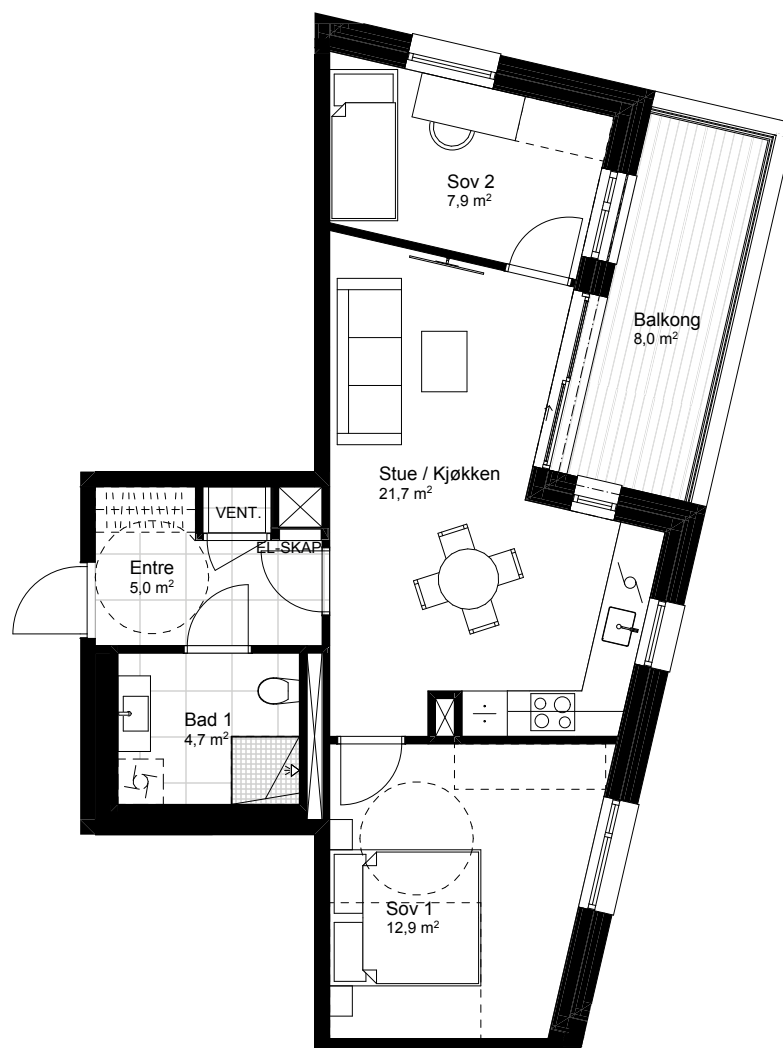 Sov 2
7,9 m²
Balkong
8,0 m²
Stue / Kjøkken
21,7 m²
VENT.
EL-SKAP
Entre
5,0 m²
Bad 1
4,7 m²
Sov 1
12,9 m²